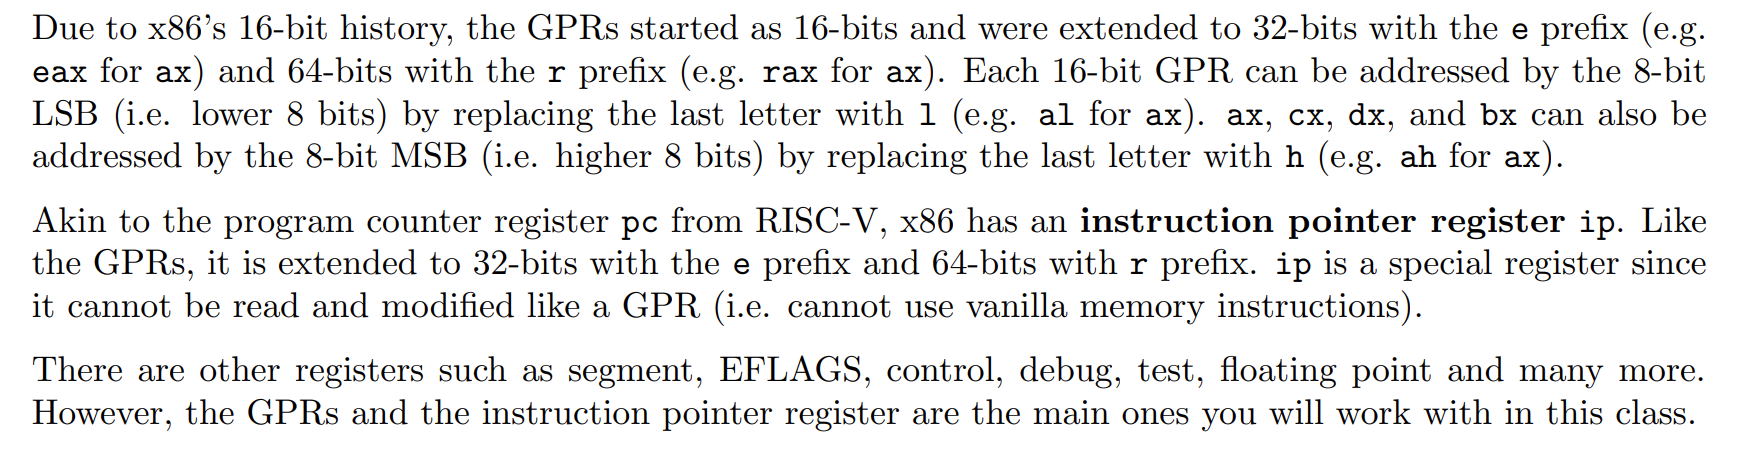 Due to x86’s 16-bit history, the GPRs started as 16-bits and were extended to 32-bits with the e prefix (e.g.
eax for ax) and 64-bits with the r prefix (e.g. rax for ax). Each 16-bit GPR can be addressed by the 8-bit
LSB (i.e. lower 8 bits) by replacing the last letter with l (e.g. al for ax). ax, cx, dx, and bx can also be
addressed by the 8-bit MSB (i.e. higher 8 bits) by replacing the last letter with h (e.g. ah for ax).
Akin to the program counter register pc from RISC-V, x86 has an instruction pointer register ip. Like
the GPRs, it is extended to 32-bits with the e prefix and 64-bits with r prefix. ip is a special register since
it cannot be read and modified like a GPR (i.e. cannot use vanilla memory instructions).
There are other registers such as segment, EFLAGS, control, debug, test, floating point and many more.
However, the GPRs and the instruction pointer register are the main ones you will work with in this class.